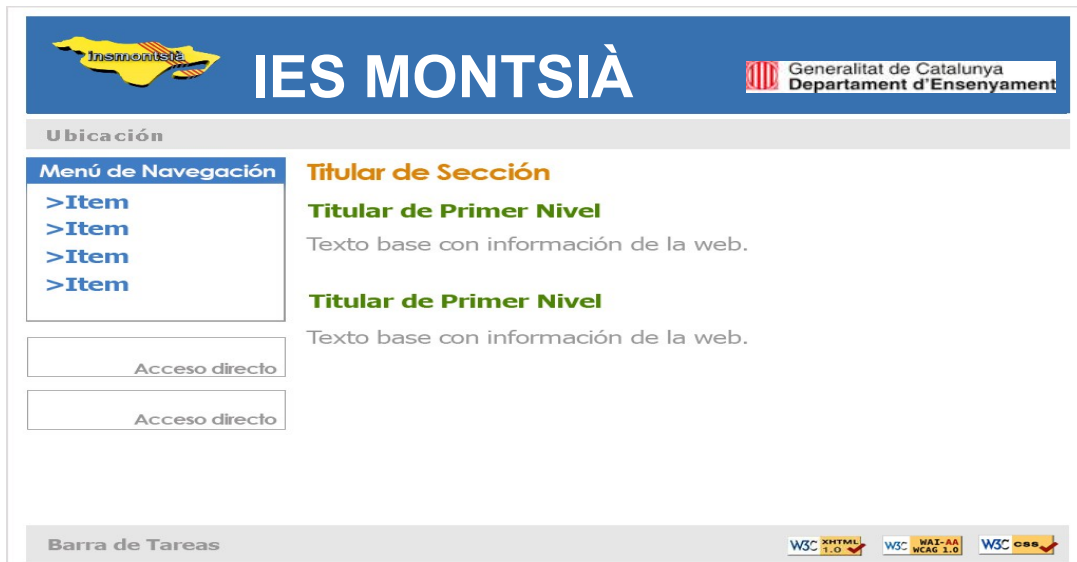 insmontsià
IES MONTSIÀ
Generalitat de Catalunya
Departament d'Ensenyament
Ubicación
Menú de Navegación
>Item
>Item
>Item
>Item
Acceso directo
Acceso directo
Titular de Sección
Titular de Primer Nivel
Texto base con información de la web.
Titular de Primer Nivel
Texto base con información de la web.
Barra de Tareas
W3C XHTML 1.0
W3C WAI-AA WCAG 1.0
W3C css